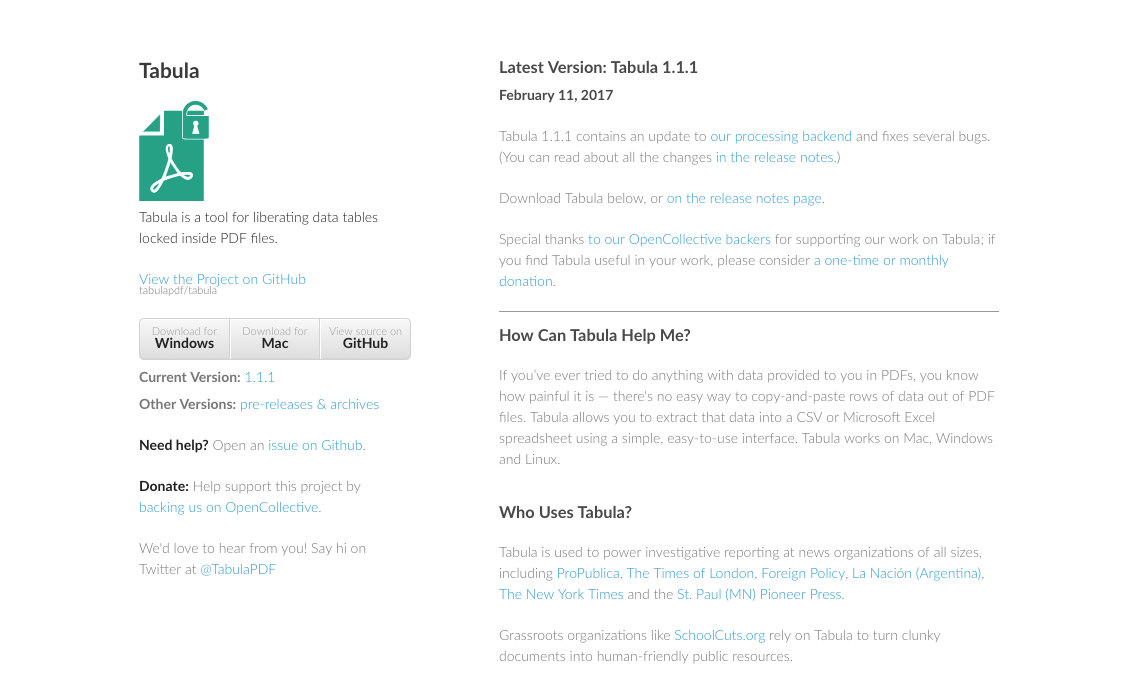 Tabula
Tabula is a tool for liberating data tables
locked inside PDF files.
View the Project on GitHub
tabulapdf/tabula
Download for
Windows
Download for
Mac
View source on
GitHub
Current Version: 1.1.1
Other Versions: pre-releases & archives
Need help? Open an issue on Github.
Donate: Help support this project by
backing us on OpenCollective.
We'd love to hear from you! Say hi on
Twitter at @TabulaPDF
Latest Version: Tabula 1.1.1
February 11, 2017
Tabula 1.1.1 contains an update to our processing backend and fixes several bugs.
(You can read about all the changes in the release notes.)
Download Tabula below, or on the release notes page.
Special thanks to our OpenCollective backers for supporting our work on Tabula; if
you find Tabula useful in your work, please consider a one-time or monthly
donation.
How Can Tabula Help Me?
If you've ever tried to do anything with data provided to you in PDFs, you know
how painful it is — there's no easy way to copy-and-paste rows of data out of PDF
files. Tabula allows you to extract that data into a CSV or Microsoft Excel
spreadsheet using a simple, easy-to-use interface. Tabula works on Mac, Windows
and Linux.
Who Uses Tabula?
Tabula is used to power investigative reporting at news organizations of all sizes,
including ProPublica, The Times of London, Foreign Policy, La Nación (Argentina),
The New York Times and the St. Paul (MN) Pioneer Press.
Grassroots organizations like SchoolCuts.org rely on Tabula to turn clunky
documents into human-friendly public resources.